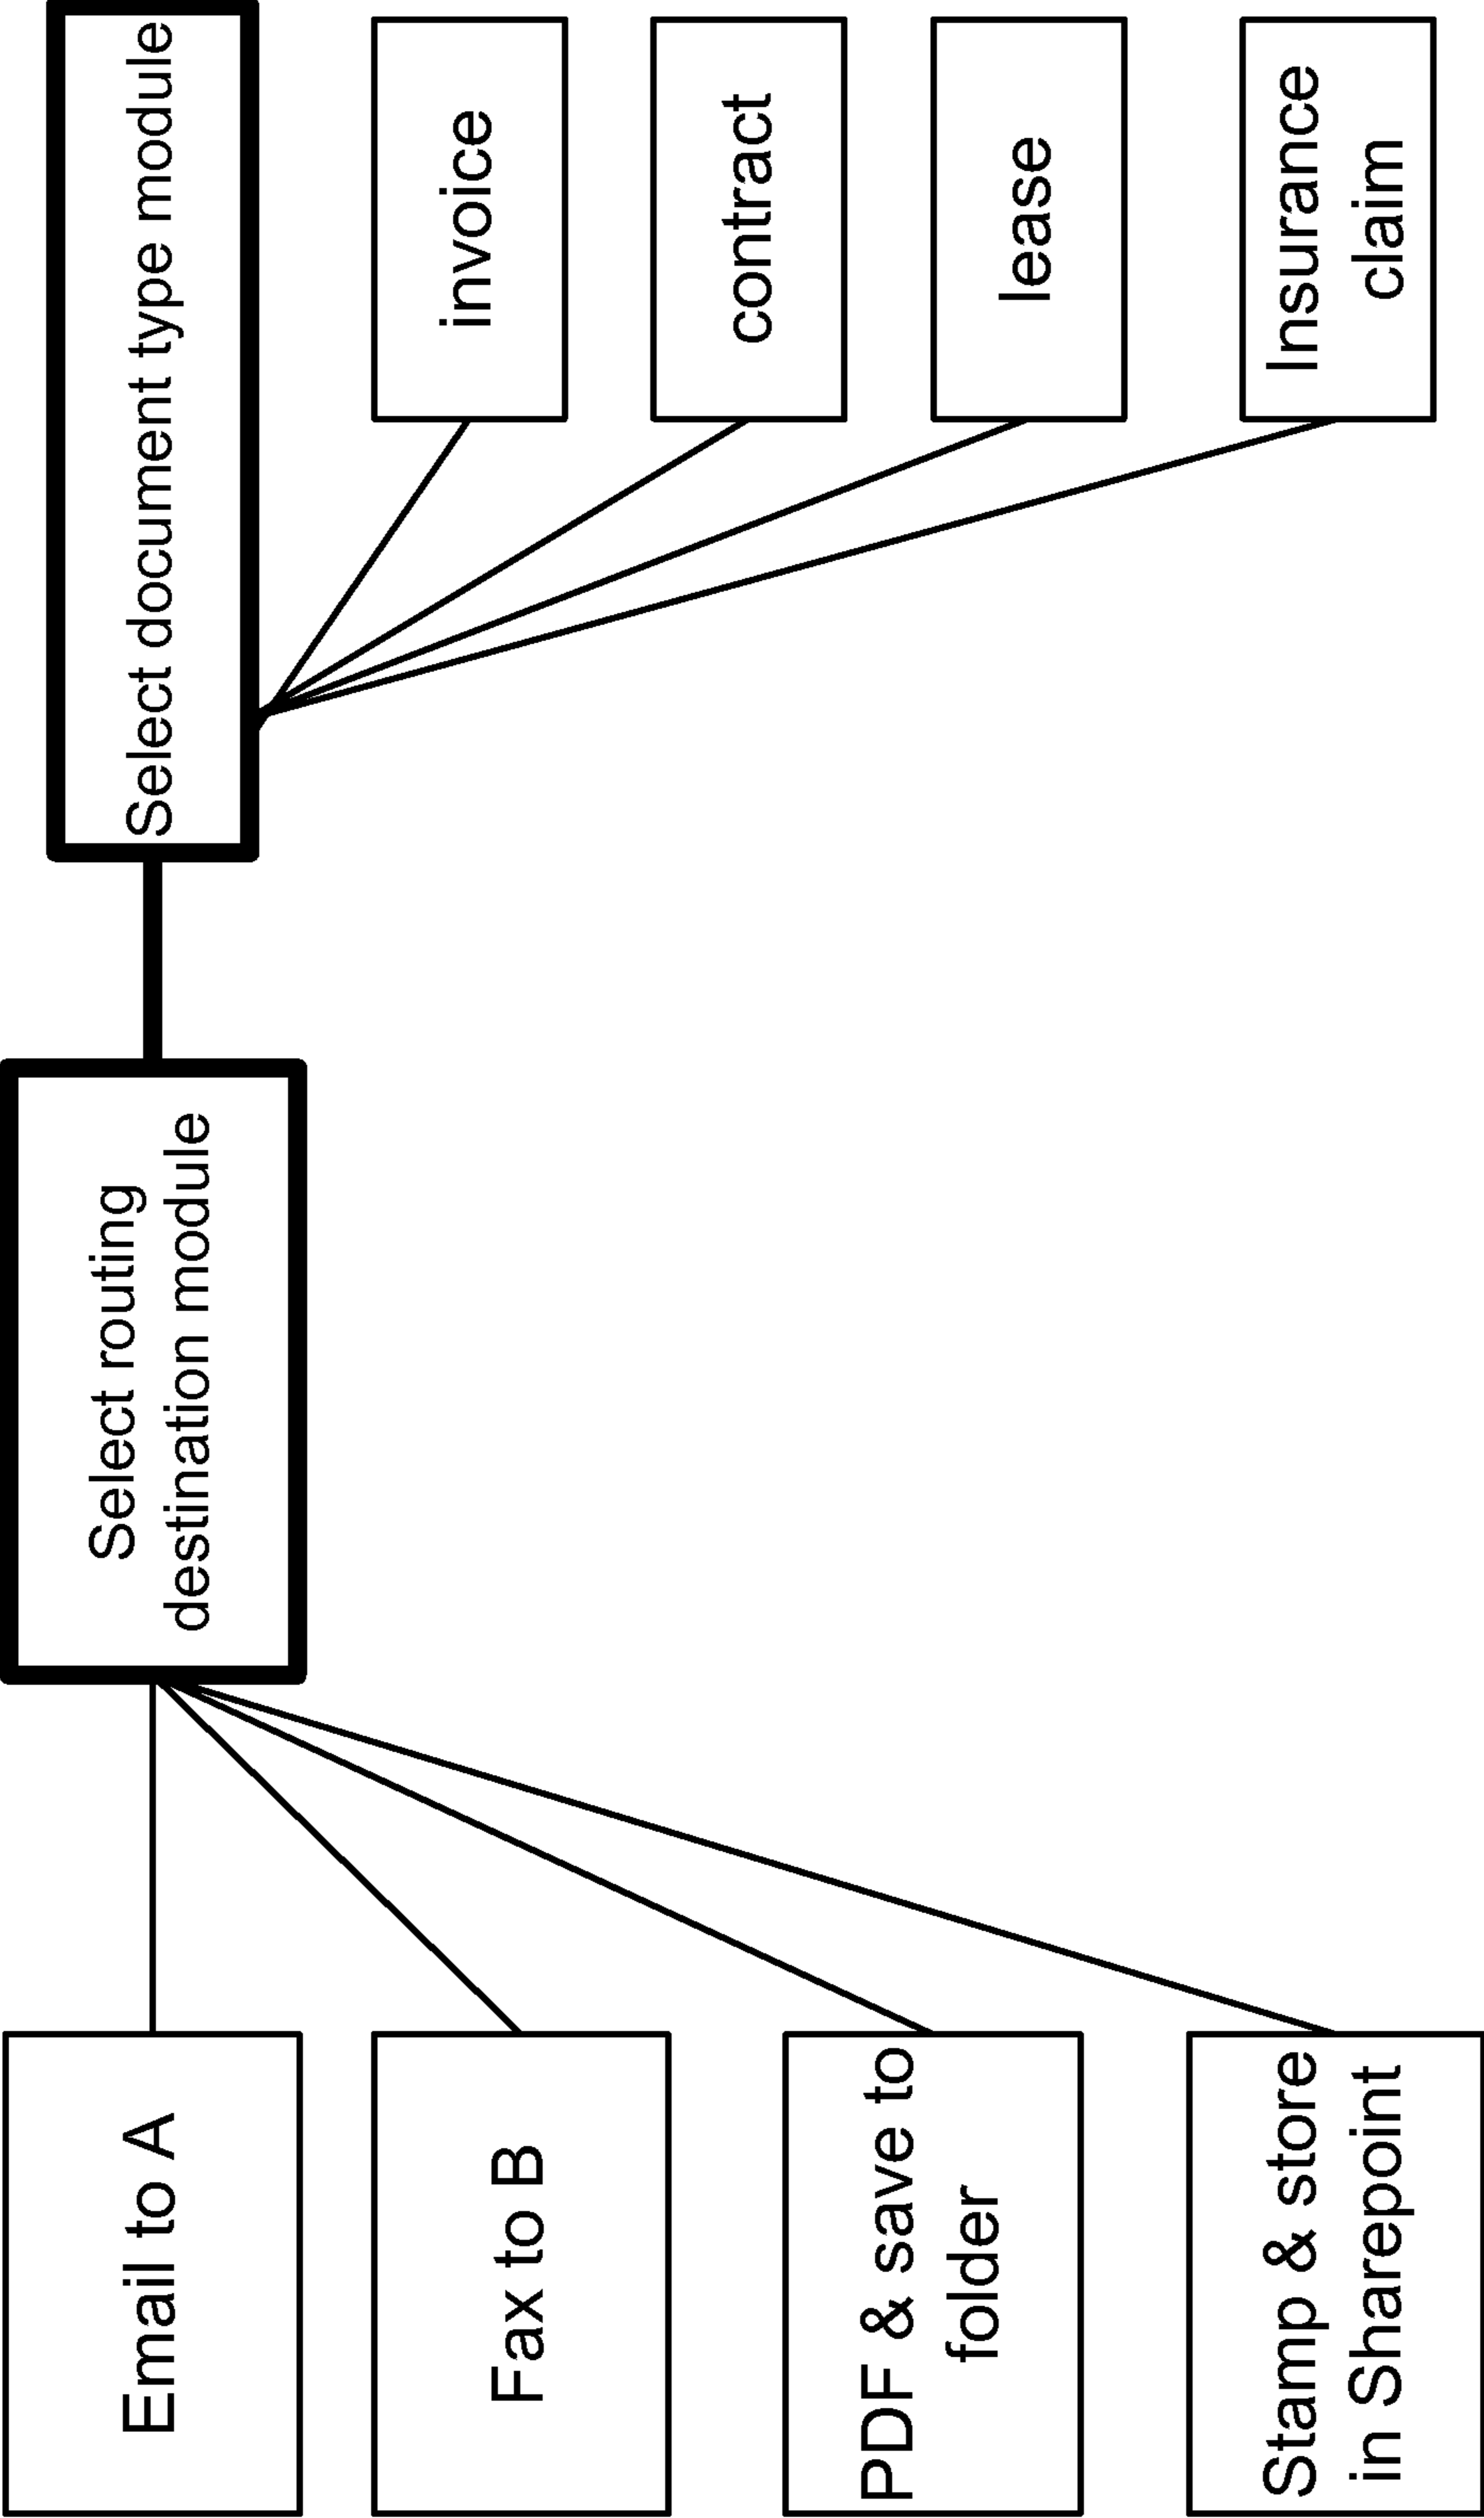 Select routing
destination module
Select document type module
Email to A
Fax to B
PDF & save to
folder
Stamp & store
in Sharepoint
invoice
contract
lease
Insurance
claim